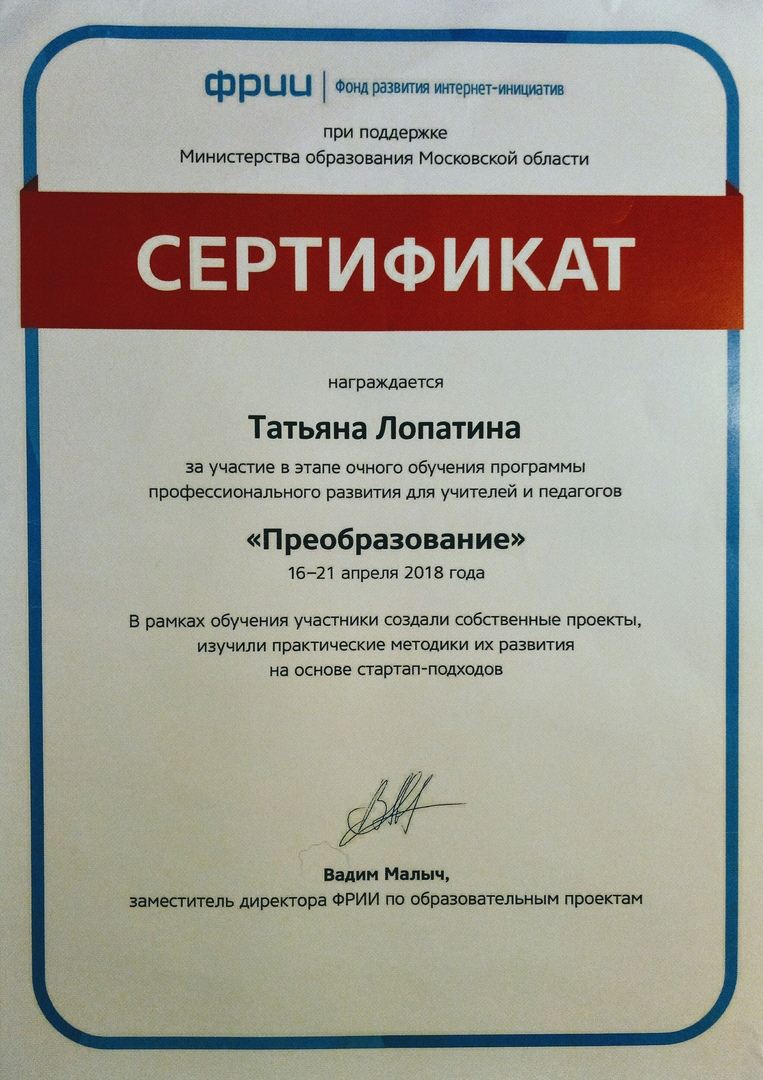 фрии | Фонд развития интернет-инициатив
при поддержке
Министерства образования Московской области
СЕРТИФИКАТ
награждается
Татьяна Лопатина
за участие в этапе очного обучения программы
профессионального развития для учителей и педагогов
«Преобразование»
16–21 апреля 2018 года
В рамках обучения участники создали собственные проекты,
изучили практические методики их развития
на основе стартап-подходов
Вадим Малыч,
заместитель директора ФРИИ по образовательным проектам